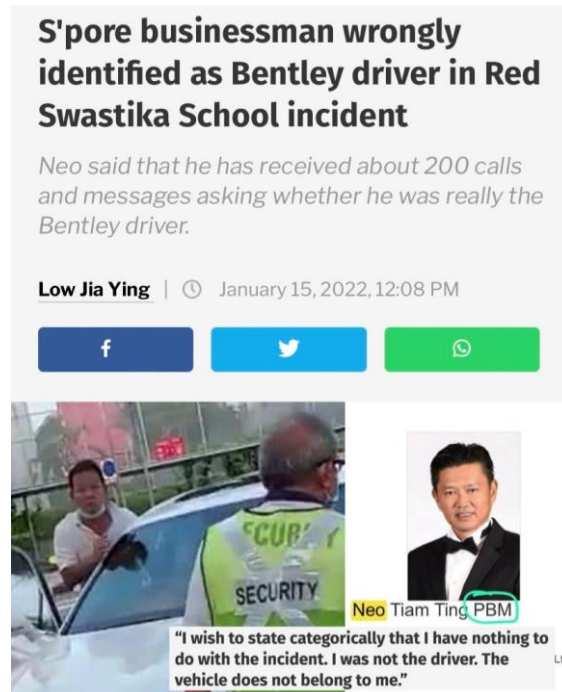 S'pore businessman wrongly
identified as Bentley driver in Red
Swastika School incident
Neo said that he has received about 200 calls
and messages asking whether he was really the
Bentley driver.
Low Jia Ying | January 15, 2022, 12:08 PM
SECURITY
Neo Tiam Ting PBM
"I wish to state categorically that I have nothing to
do with the incident. I was not the driver. The
vehicle does not belong to me."